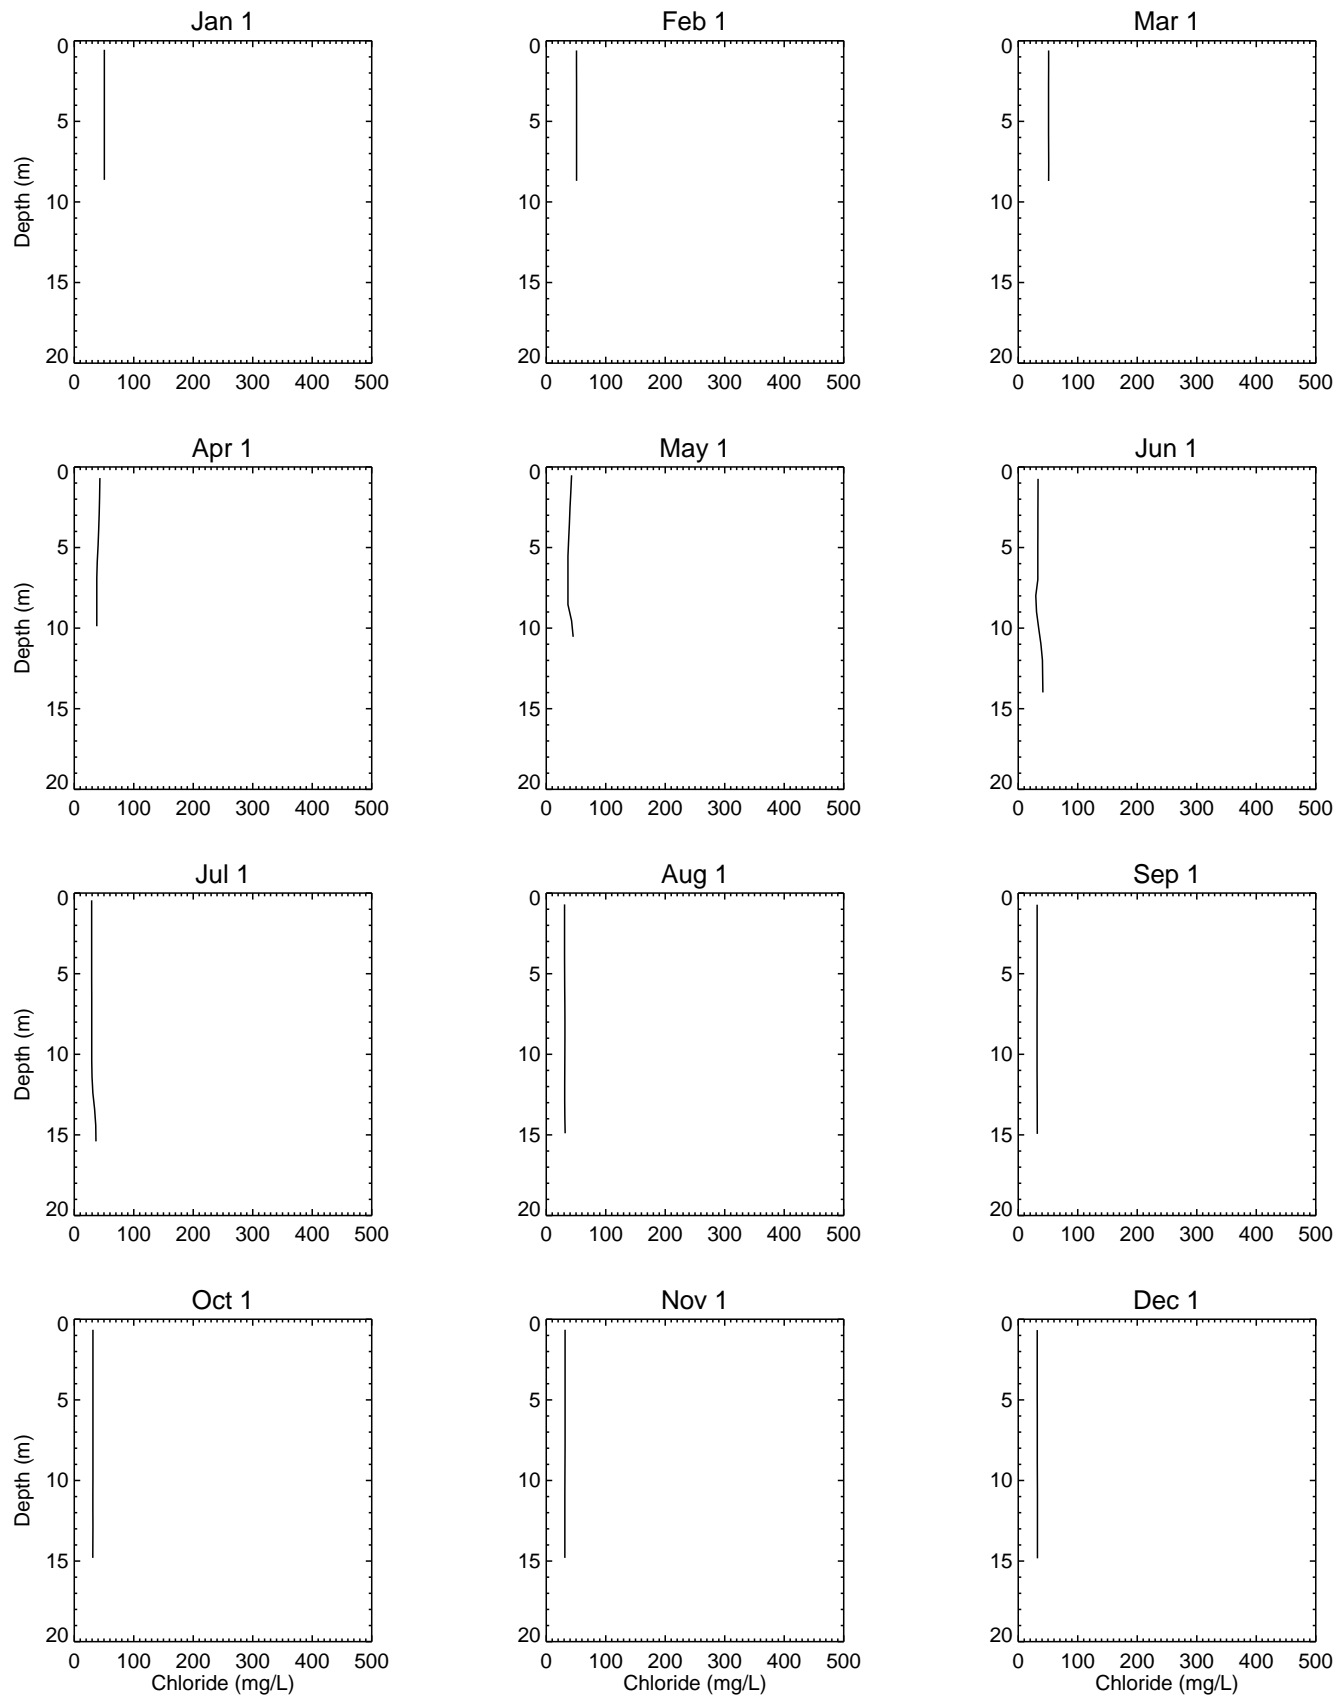 Jan 1 Feb 1 Mar 1
0 0 0
5 5 5
10 10 10
15 15 15
20 20 20
Depth (m)
0 100 200 300 400 500 0 100 200 300 400 500 0 100 200 300 400 500
Apr 1 May 1 Jun 1
0 0 0
5 5 5
10 10 10
15 15 15
20 20 20
Depth (m)
0 100 200 300 400 500 0 100 200 300 400 500 0 100 200 300 400 500
Jul 1 Aug 1 Sep 1
0 0 0
5 5 5
10 10 10
15 15 15
20 20 20
Depth (m)
0 100 200 300 400 500 0 100 200 300 400 500 0 100 200 300 400 500
Oct 1 Nov 1 Dec 1
0 0 0
5 5 5
10 10 10
15 15 15
20 20 20
Depth (m)
0 100 200 300 400 500 0 100 200 300 400 500 0 100 200 300 400 500
Chloride (mg/L) Chloride (mg/L) Chloride (mg/L)